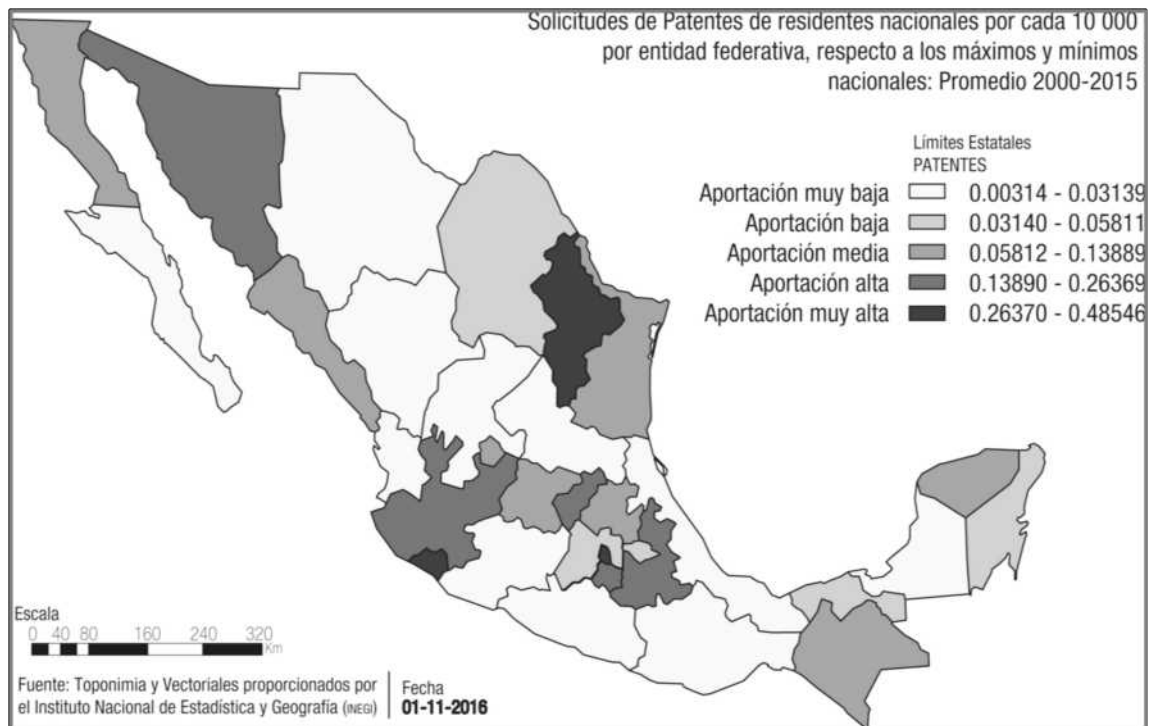 Solicitudes de Patentes de residentes nacionales por cada 10 000
por entidad federativa, respecto a los máximos y mínimos
nacionales: Promedio 2000-2015
Límites Estatales
PATENTES
Aportación muy baja 0.00314 - 0.03139
Aportación baja 0.03140 - 0.05811
Aportación media 0.05812 - 0.13889
Aportación alta 0.13890 - 0.26369
Aportación muy alta 0.26370 - 0.48546
Escala
0 40 80 160 240 320
Km
Fuente: Toponimia y Vectoriales proporcionados por
el Instituto Nacional de Estadística y Geografía (INEGI)
Fecha
01-11-2016